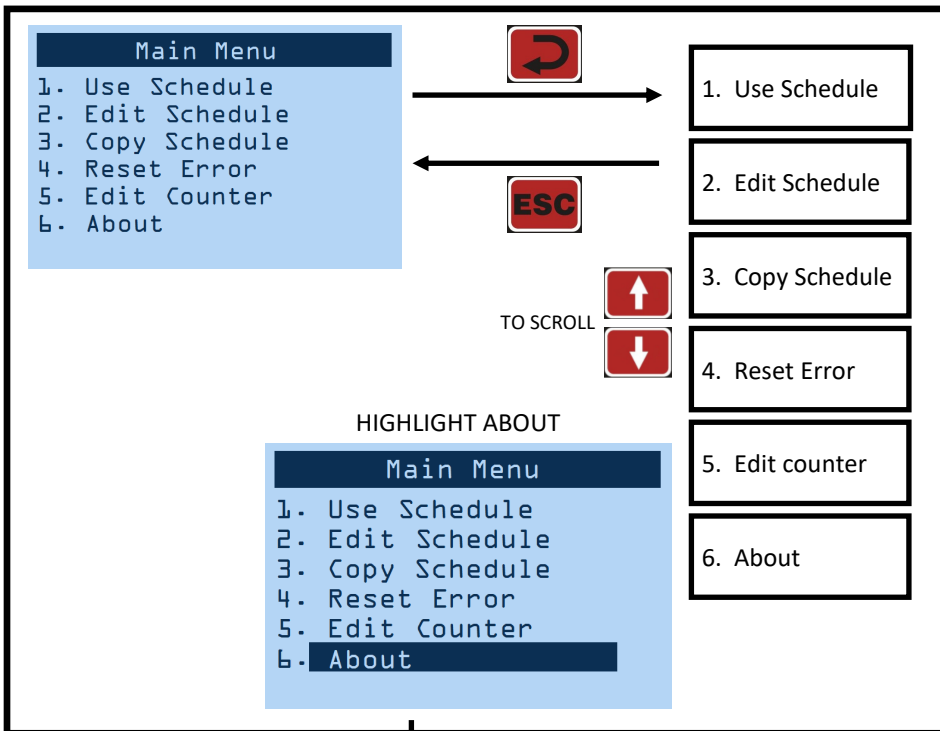 Main Menu
1. Use Schedule
2. Edit Schedule
3. Copy Schedule
4. Reset Error
5. Edit Counter
6. About
ESC
TO SCROLL
1. Use Schedule
2. Edit Schedule
3. Copy Schedule
4. Reset Error
5. Edit counter
6. About
HIGHLIGHT ABOUT
Main Menu
1. Use Schedule
2. Edit Schedule
3. Copy Schedule
4. Reset Error
5. Edit Counter
6. About